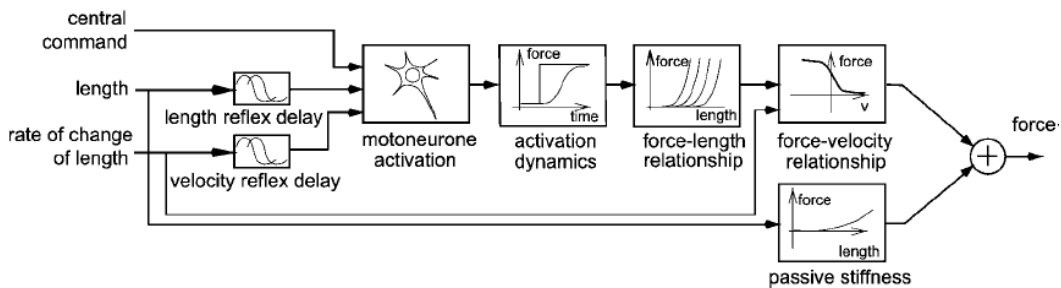 central
command
length
length reflex delay
rate of change
of length
velocity reflex delay
motoneurone
activation
force
time
activation
dynamics
force
length
force-length
relationship
force
v
force-velocity
relationship
force
length
passive stiffness
+
force-